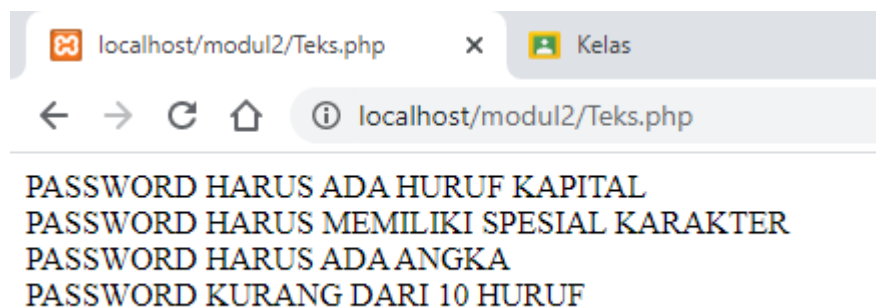 localhost/modul2/Teks.php
Kelas
localhost/modul2/Teks.php
PASSWORD HARUS ADA HURUF KAPITAL
PASSWORD HARUS MEMILIKI SPESIAL KARAKTER
PASSWORD HARUS ADA ANGKA
PASSWORD KURANG DARI 10 HURUF